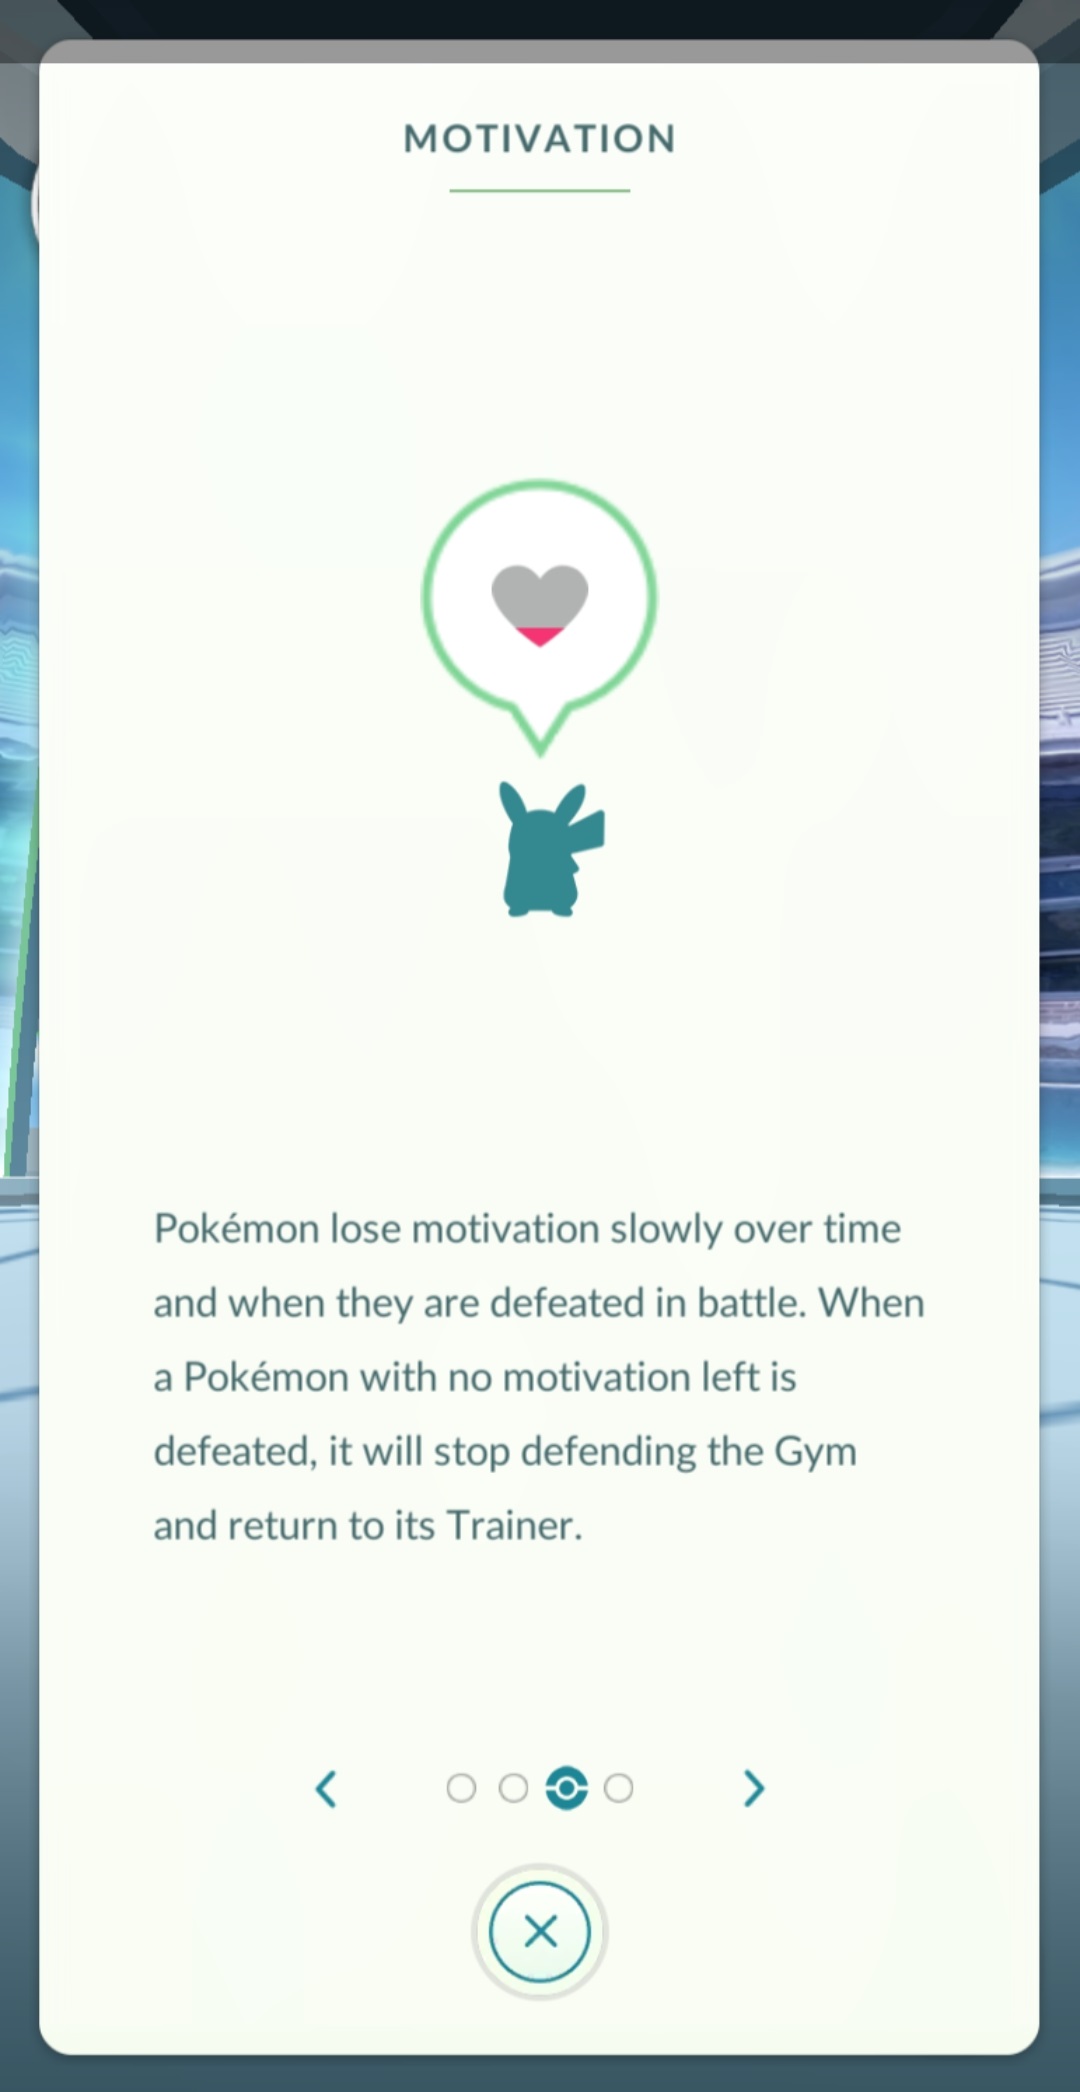 MOTIVATION
Pokémon lose motivation slowly over time
and when they are defeated in battle. When
a Pokémon with no motivation left is
defeated, it will stop defending the Gym
and return to its Trainer.